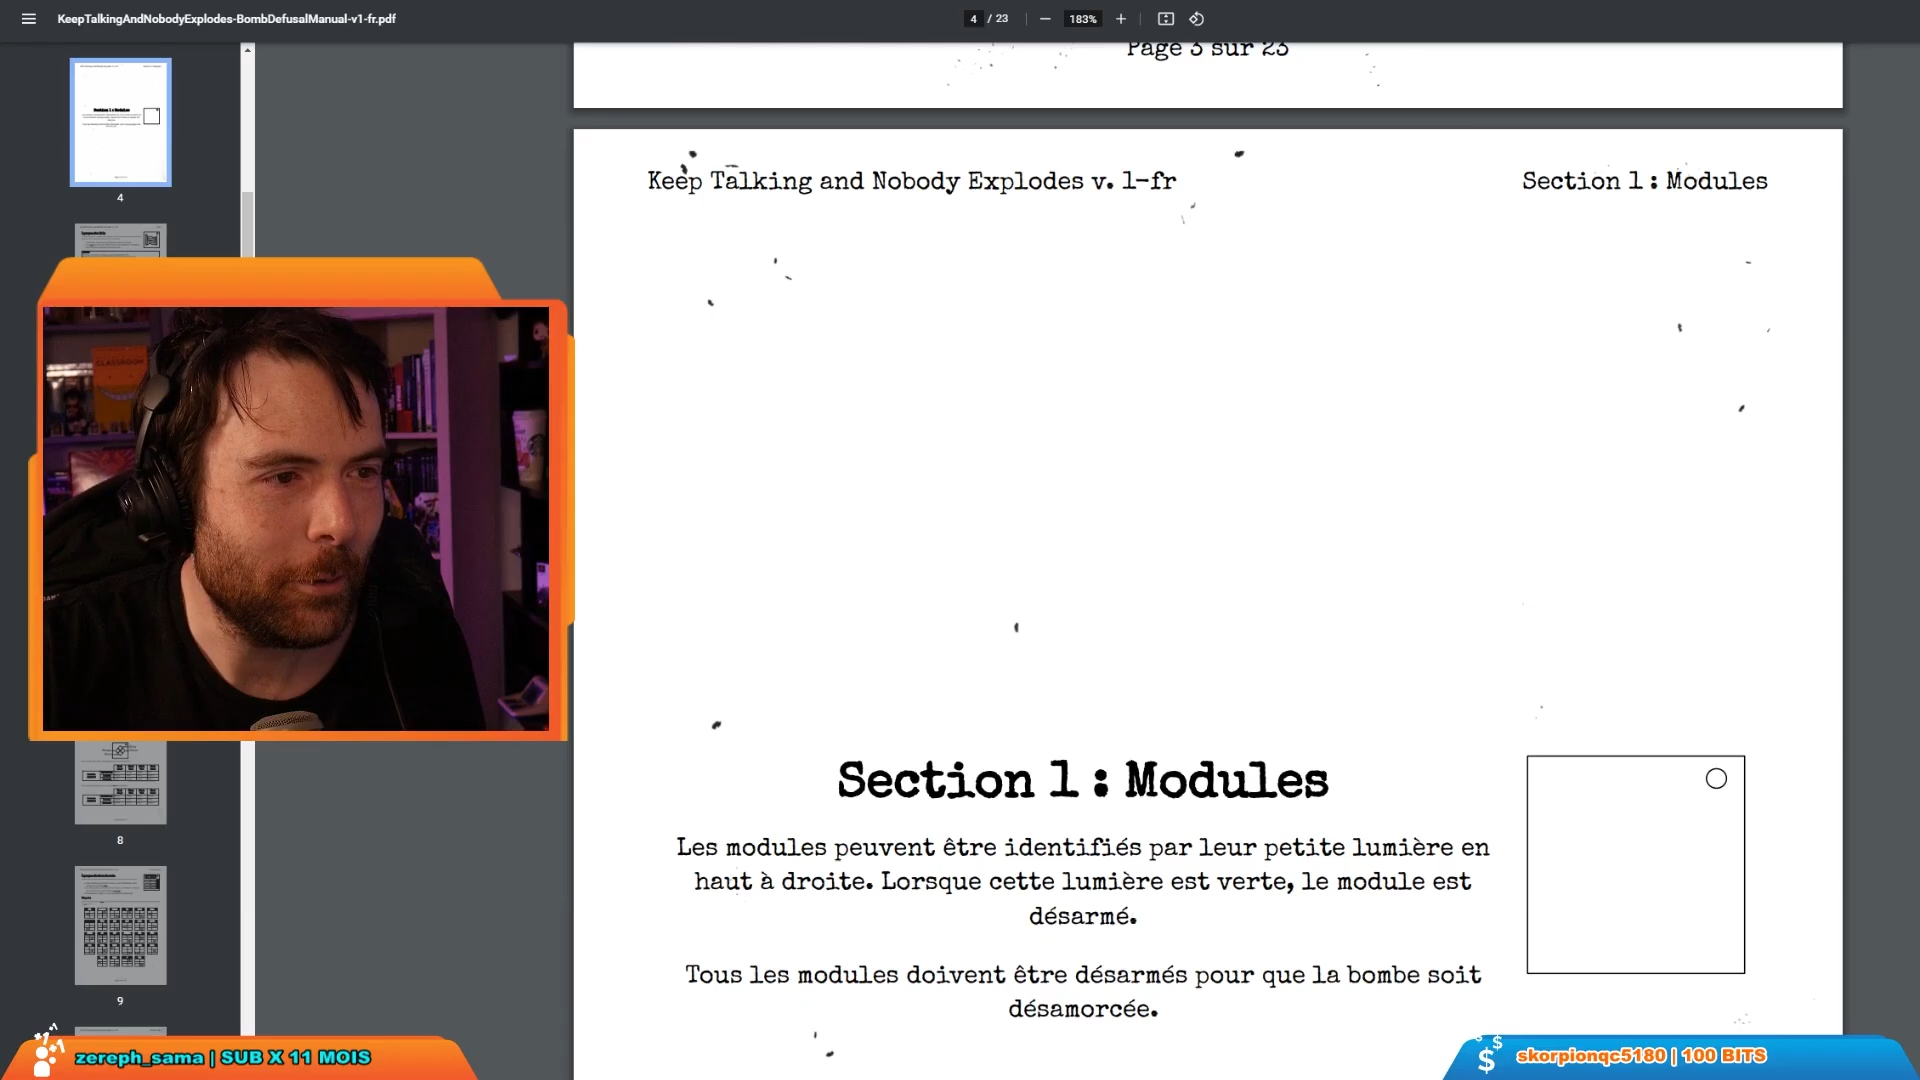 KeepTalkingAndNobodyExplodes-BombDefusalManual-v1-fr.pdf
4 / 23
183%
Page 3 sur 23
Keep Talking and Nobody Explodes v. 1-fr
Section 1 : Modules
4
CLASSROOM
8
9
Section 1 : Modules
Les modules peuvent être identifiés par leur petite lumière en
haut à droite. Lorsque cette lumière est verte, le module est
désarmé.
Tous les modules doivent être désarmés pour que la bombe soit
désamorcée.
zereph_sama | SUB X 11 MOIS
skorpionqc5180 | 100 BITS